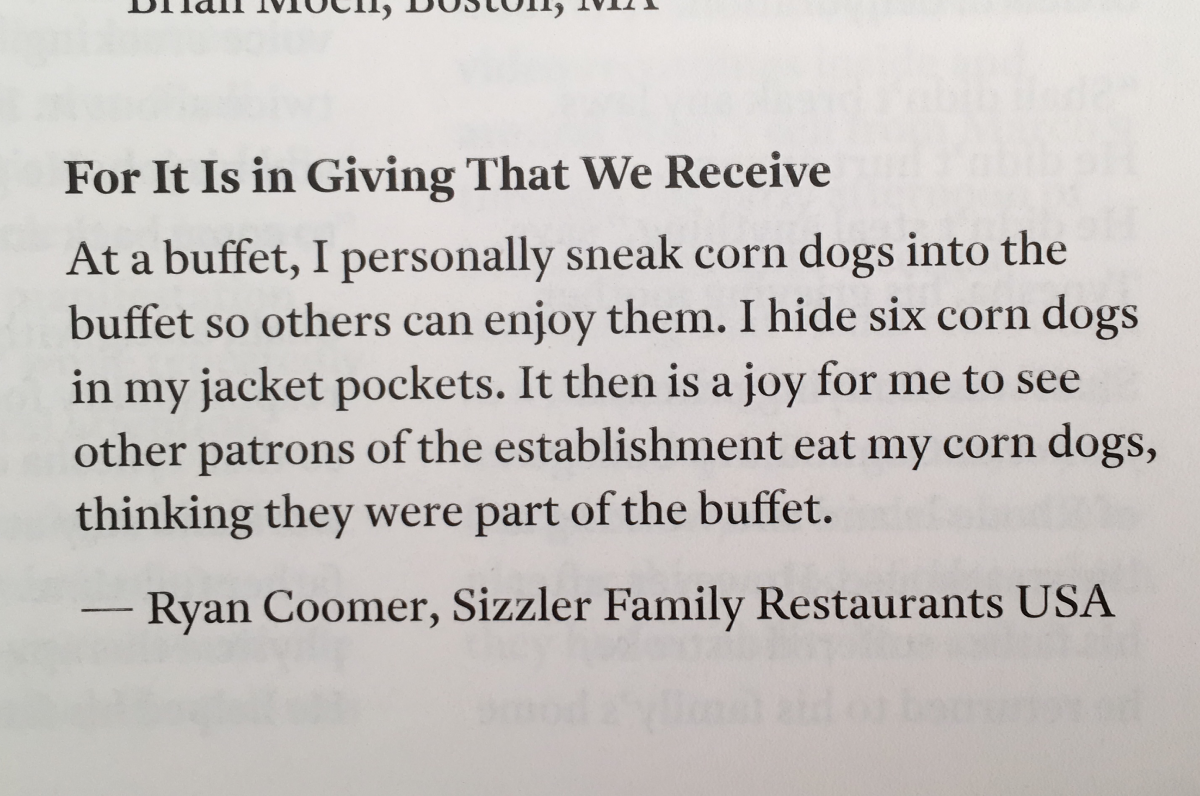 Brian Moen, Boston, MA
For It Is in Giving That We Receive
At a buffet, I personally sneak corn dogs into the
buffet so others can enjoy them. I hide six corn dogs
in my jacket pockets. It then is a joy for me to see
other patrons of the establishment eat my corn dogs,
thinking they were part of the buffet.
— Ryan Coomer, Sizzler Family Restaurants USA